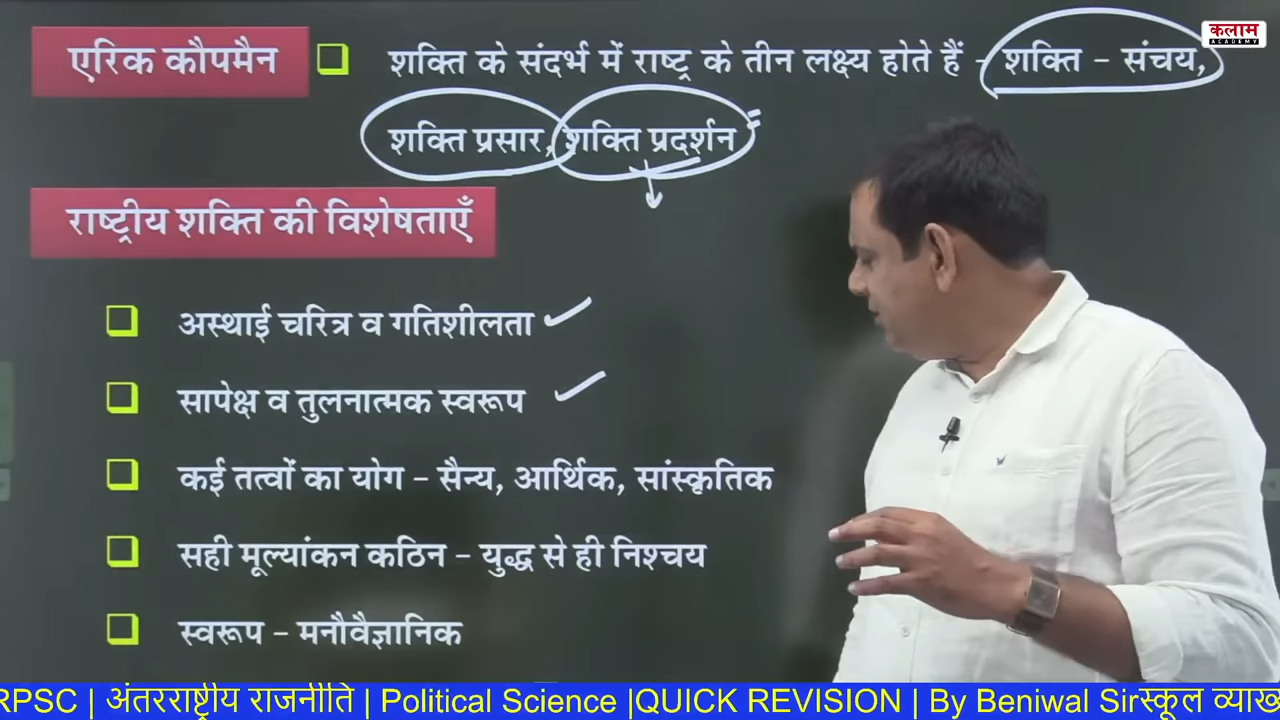 कलाम
ACADEMY
एरिक कौपमैन
शक्ति के संदर्भ में राष्ट्र के तीन लक्ष्य होते हैं - शक्ति - संचय,
शक्ति प्रसार, शक्ति प्रदर्शन
राष्ट्रीय शक्ति की विशेषताएँ
अस्थाई चरित्र व गतिशीलता
सापेक्ष व तुलनात्मक स्वरूप
कई तत्वों का योग - सैन्य, आर्थिक, सांस्कृतिक
सही मूल्यांकन कठिन - युद्ध से ही निश्चय
स्वरूप - मनौवैज्ञानिक
RPSC | अंतरराष्ट्रीय राजनीति | Political Science |QUICK REVISION | By Beniwal Sirस्कूल व्याख